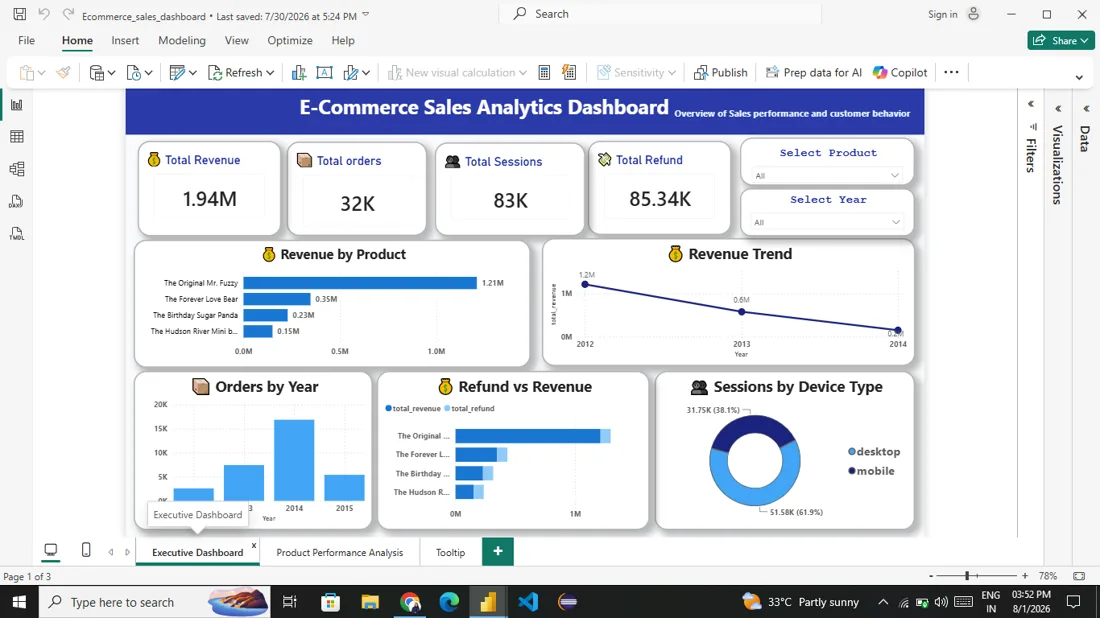 Ecommerce_sales_dashboard • Last saved: 7/30/2026 at 5:24 PM
Search
Sign in
File Home Insert Modeling View Optimize Help
Share
Refresh
New visual calculation
Sensitivity
Publish
Prep data for AI
Copilot
E-Commerce Sales Analytics Dashboard Overview of Sales performance and customer behavior
Total Revenue
1.94M
Total orders
32K
Total Sessions
83K
Total Refund
85.34K
Select Product
All
Select Year
All
Filters
Visualizations
Data
DAX
TMDL
Revenue by Product
The Original Mr. Fuzzy 1.21M
The Forever Love Bear 0.35M
The Birthday Sugar Panda 0.23M
The Hudson River Mini b... 0.15M
0.0M 0.5M 1.0M
Revenue Trend
total_revenue
1M
0M
1.2M
0.6M
2012 2013 2014
Year
Orders by Year
20K
15K
10K
5K
0K
3 2014 2015
Year
Executive Dashboard
Refund vs Revenue
total_revenue total_refund
The Original ...
The Forever L...
The Birthday ...
The Hudson R...
0M 1M
Sessions by Device Type
31.75K (38.1%)
51.58K (61.9%)
desktop
mobile
Executive Dashboard x
Product Performance Analysis
Tooltip
+
Page 1 of 3
- + 78%
Type here to search
33°C Partly sunny
ENG
IN
03:52 PM
8/1/2026